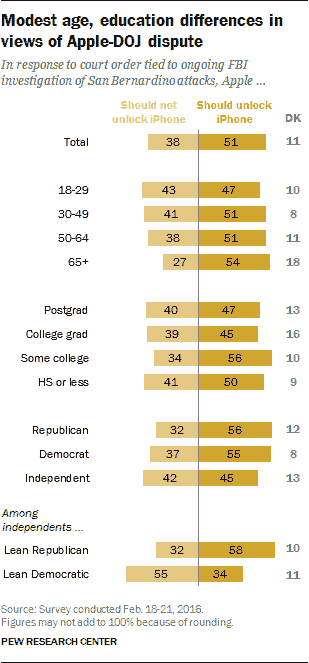 Modest age, education differences in
views of Apple-DOJ dispute
In response to court order tied to ongoing FBI
investigation of San Bernardino attacks, Apple ...
Should not unlock iPhone Should unlock iPhone DK
Total 38 51 11
18-29 43 47 10
30-49 41 51 8
50-64 38 51 11
65+ 27 54 18
Postgrad 40 47 13
College grad 39 45 16
Some college 34 56 10
HS or less 41 50 9
Republican 32 56 12
Democrat 37 55 8
Independent 42 45 13
Among
independents ...
Lean Republican 32 58 10
Lean Democratic 55 34 11
Source: Survey conducted Feb. 18-21, 2016.
Figures may not add to 100% because of rounding.
PEW RESEARCH CENTER